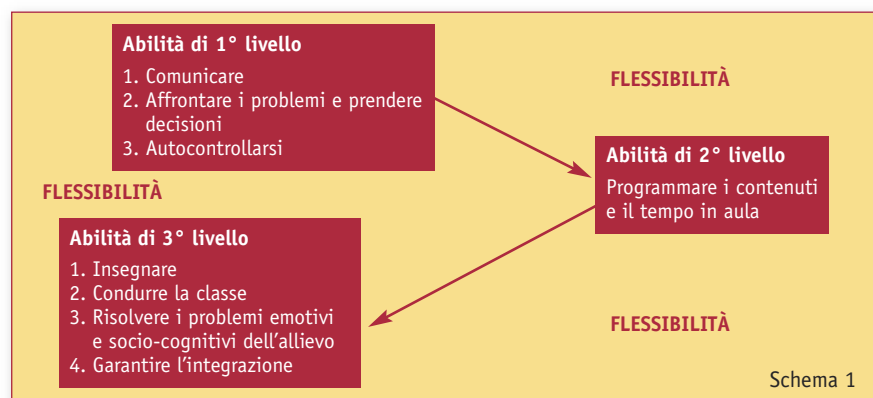 Abilità di 1° livello
1. Comunicare
2. Affrontare i problemi e prendere
decisioni
3. Autocontrollarsi
FLESSIBILITÀ
Abilità di 2° livello
Programmare i contenuti
e il tempo in aula
FLESSIBILITÀ
Abilità di 3° livello
1. Insegnare
2. Condurre la classe
3. Risolvere i problemi emotivi
e socio-cognitivi dell'allievo
4. Garantire l'integrazione
FLESSIBILITÀ
Schema 1